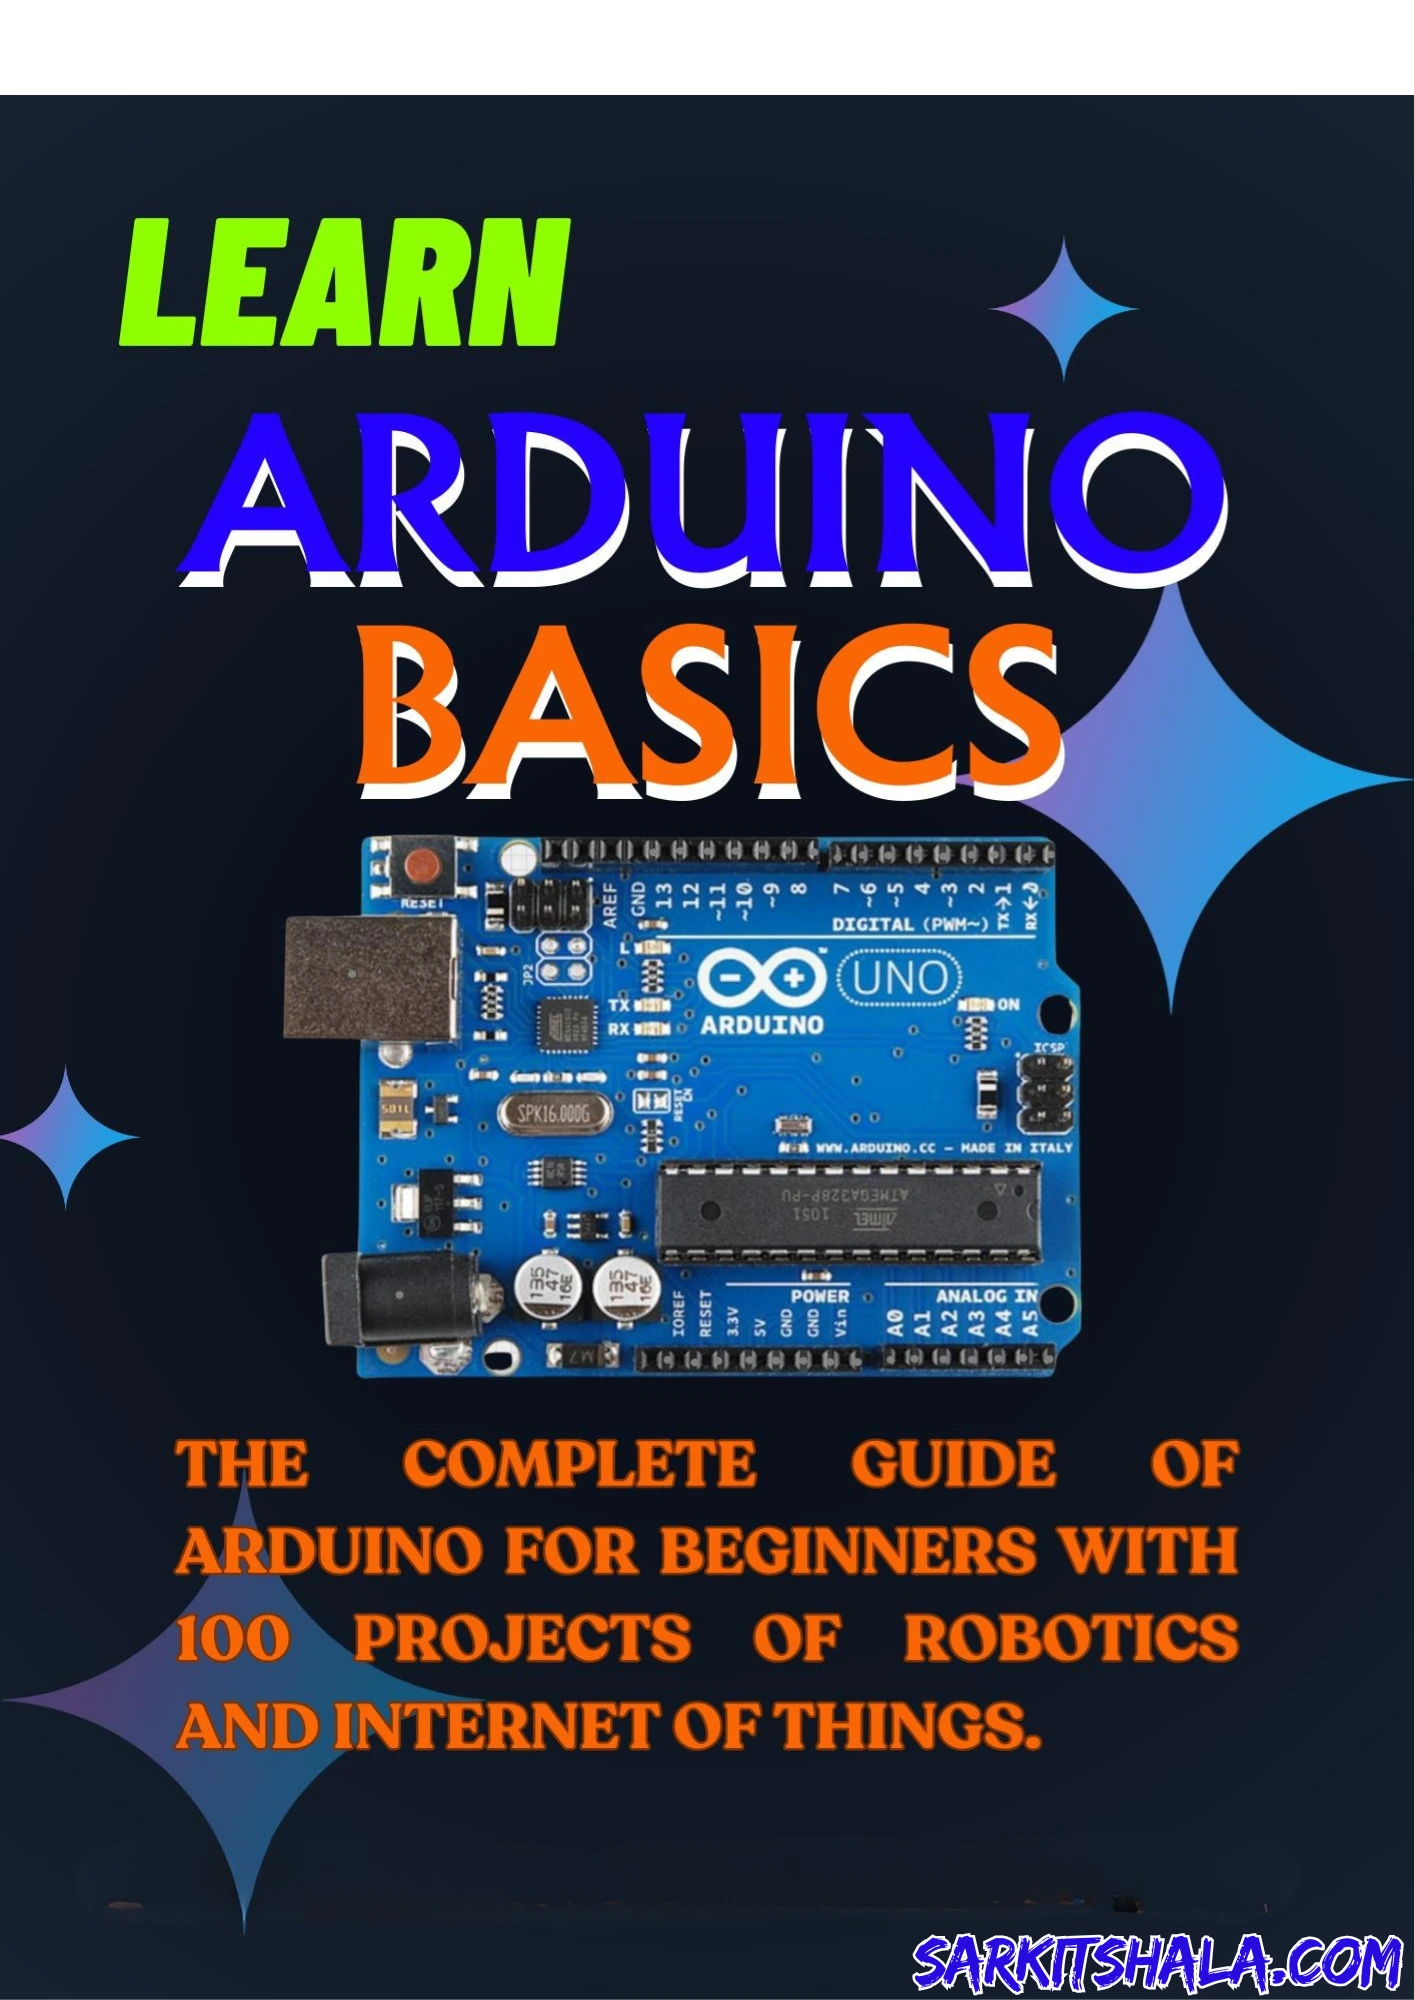 LEARN
ARDUINO
BASICS
RESET
AREF
GND
13
12
~11
~10
~9
8
7
~6
~5
4
~3
2
TX→1
RX←0
DIGITAL (PWM~)
L
JP2
TX
RX
UNO
ARDUINO
ON
ICSP
501L
SPK16.000G
RESET
EN
WWW.ARDUINO.CC – MADE IN ITALY
ATMEL
1051
ATMEGA328P-PU
135
47
16E
135
47
16E
M7
POWER
ANALOG IN
IOREF
RESET
3.3V
5V
GND
GND
Vin
A0
A1
A2
A3
A4
A5
THE COMPLETE GUIDE OF
ARDUINO FOR BEGINNERS WITH
100 PROJECTS OF ROBOTICS
AND INTERNET OF THINGS.
SARKITSHALA.COM